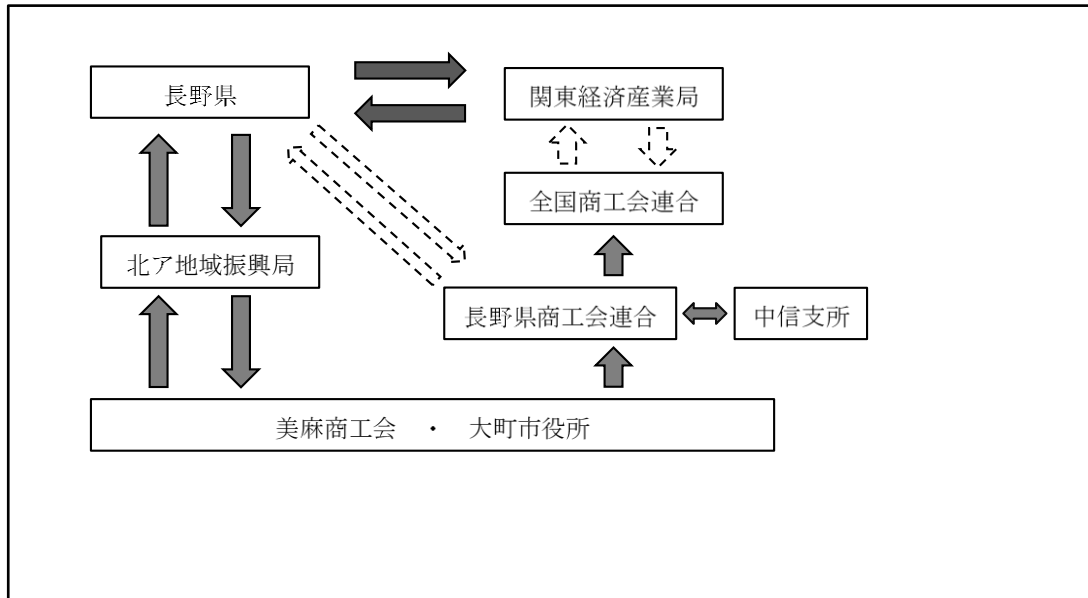 長野県
関東経済産業局
全国商工会連合
北ア地域振興局
長野県商工会連合
中信支所
美麻商工会 ・ 大町市役所